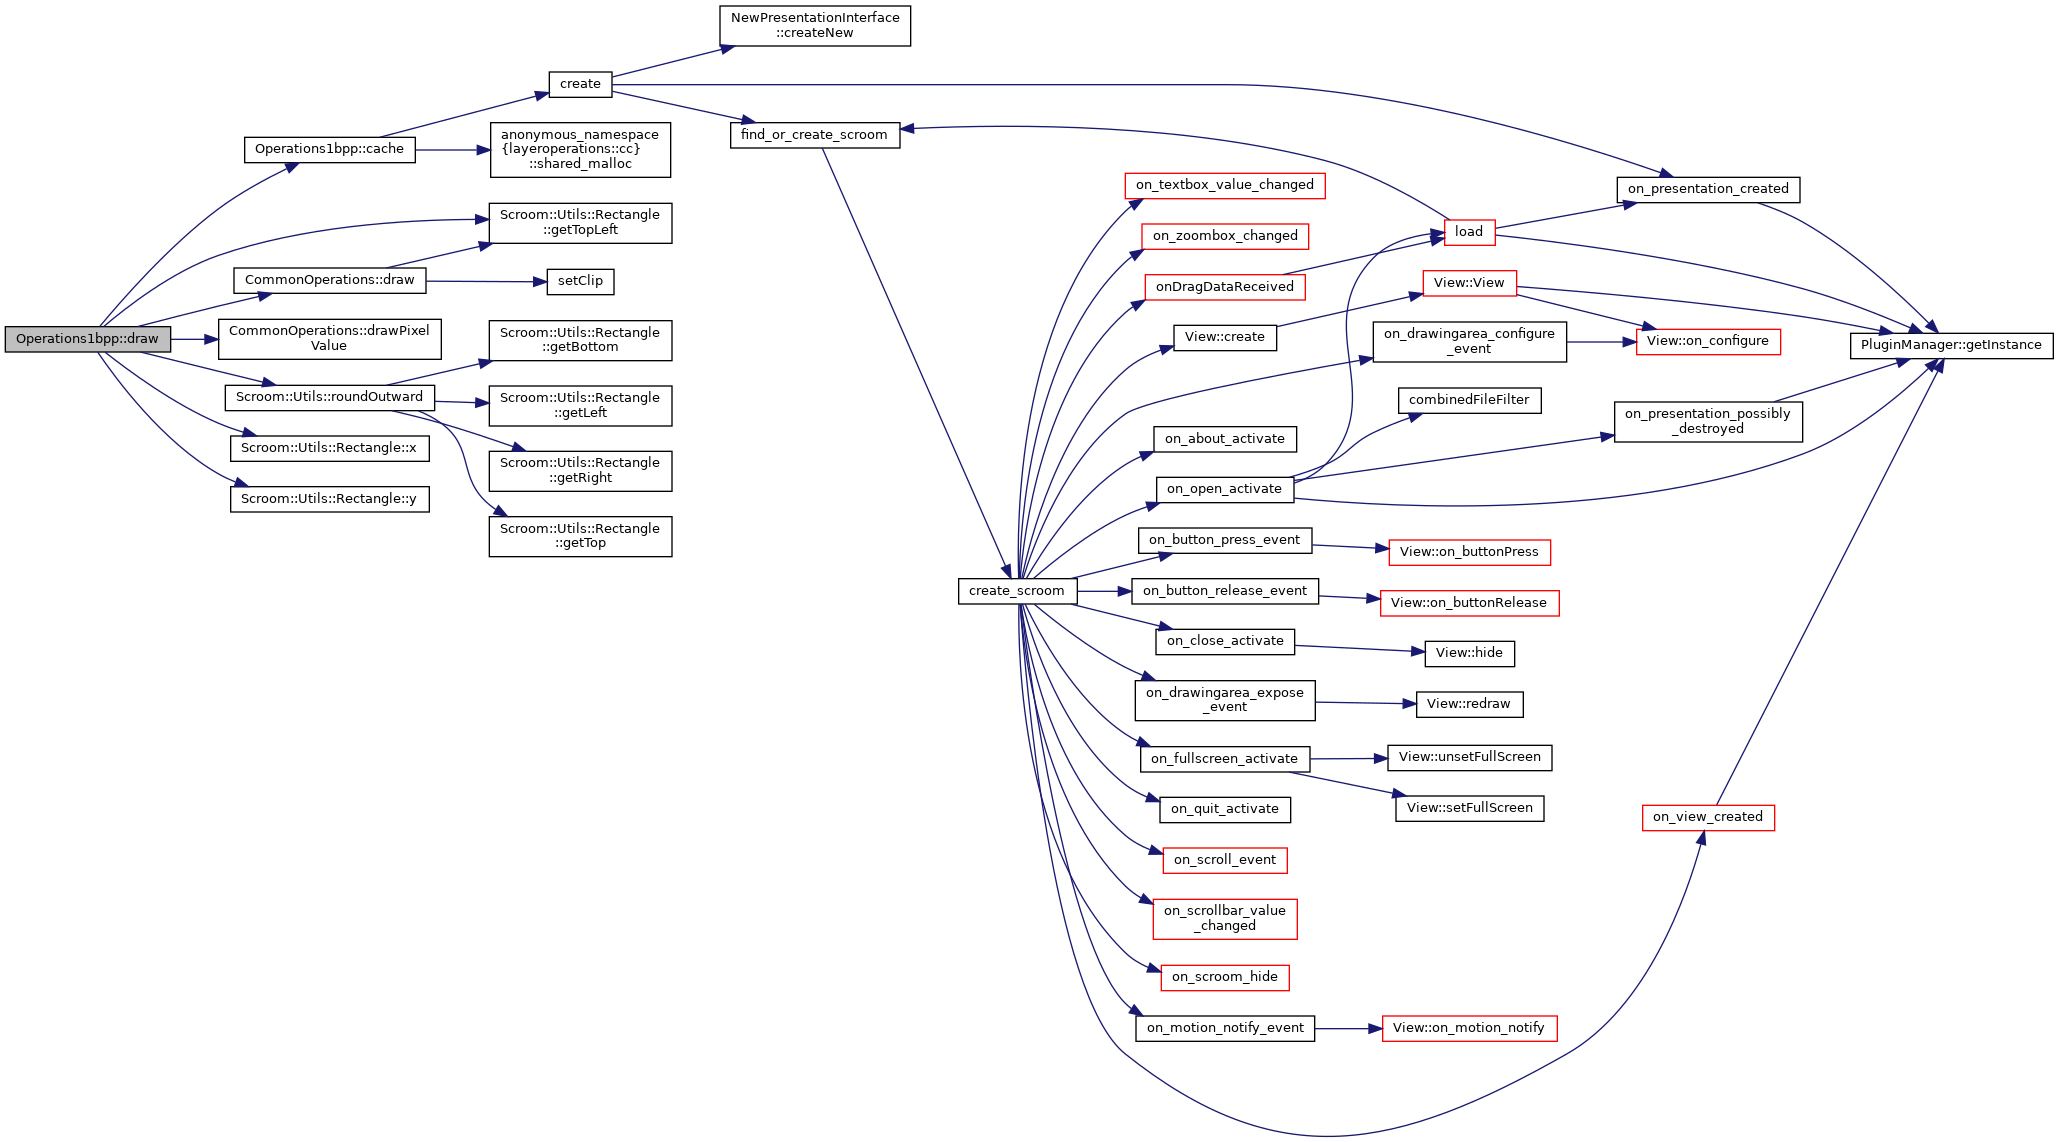 Operations1bpp::draw
Operations1bpp::cache
CommonOperations::draw
CommonOperations::drawPixel
Value
Scroom::Utils::roundOutward
Scroom::Utils::Rectangle::x
Scroom::Utils::Rectangle::y
create
anonymous_namespace
{layeroperations::cc}
::shared_malloc
Scroom::Utils::Rectangle
::getTopLeft
setClip
Scroom::Utils::Rectangle
::getBottom
Scroom::Utils::Rectangle
::getLeft
Scroom::Utils::Rectangle
::getRight
Scroom::Utils::Rectangle
::getTop
NewPresentationInterface
::createNew
find_or_create_scroom
create_scroom
on_textbox_value_changed
on_zoombox_changed
onDragDataReceived
View::create
on_about_activate
on_open_activate
on_button_press_event
on_button_release_event
on_close_activate
on_drawingarea_expose
_event
on_fullscreen_activate
on_quit_activate
on_scroll_event
on_scrollbar_value
_changed
on_scroom_hide
on_motion_notify_event
load
View::View
on_drawingarea_configure
_event
combinedFileFilter
View::on_buttonPress
View::on_buttonRelease
View::hide
View::redraw
View::unsetFullScreen
View::setFullScreen
View::on_motion_notify
on_presentation_created
View::on_configure
on_presentation_possibly
_destroyed
on_view_created
PluginManager::getInstance